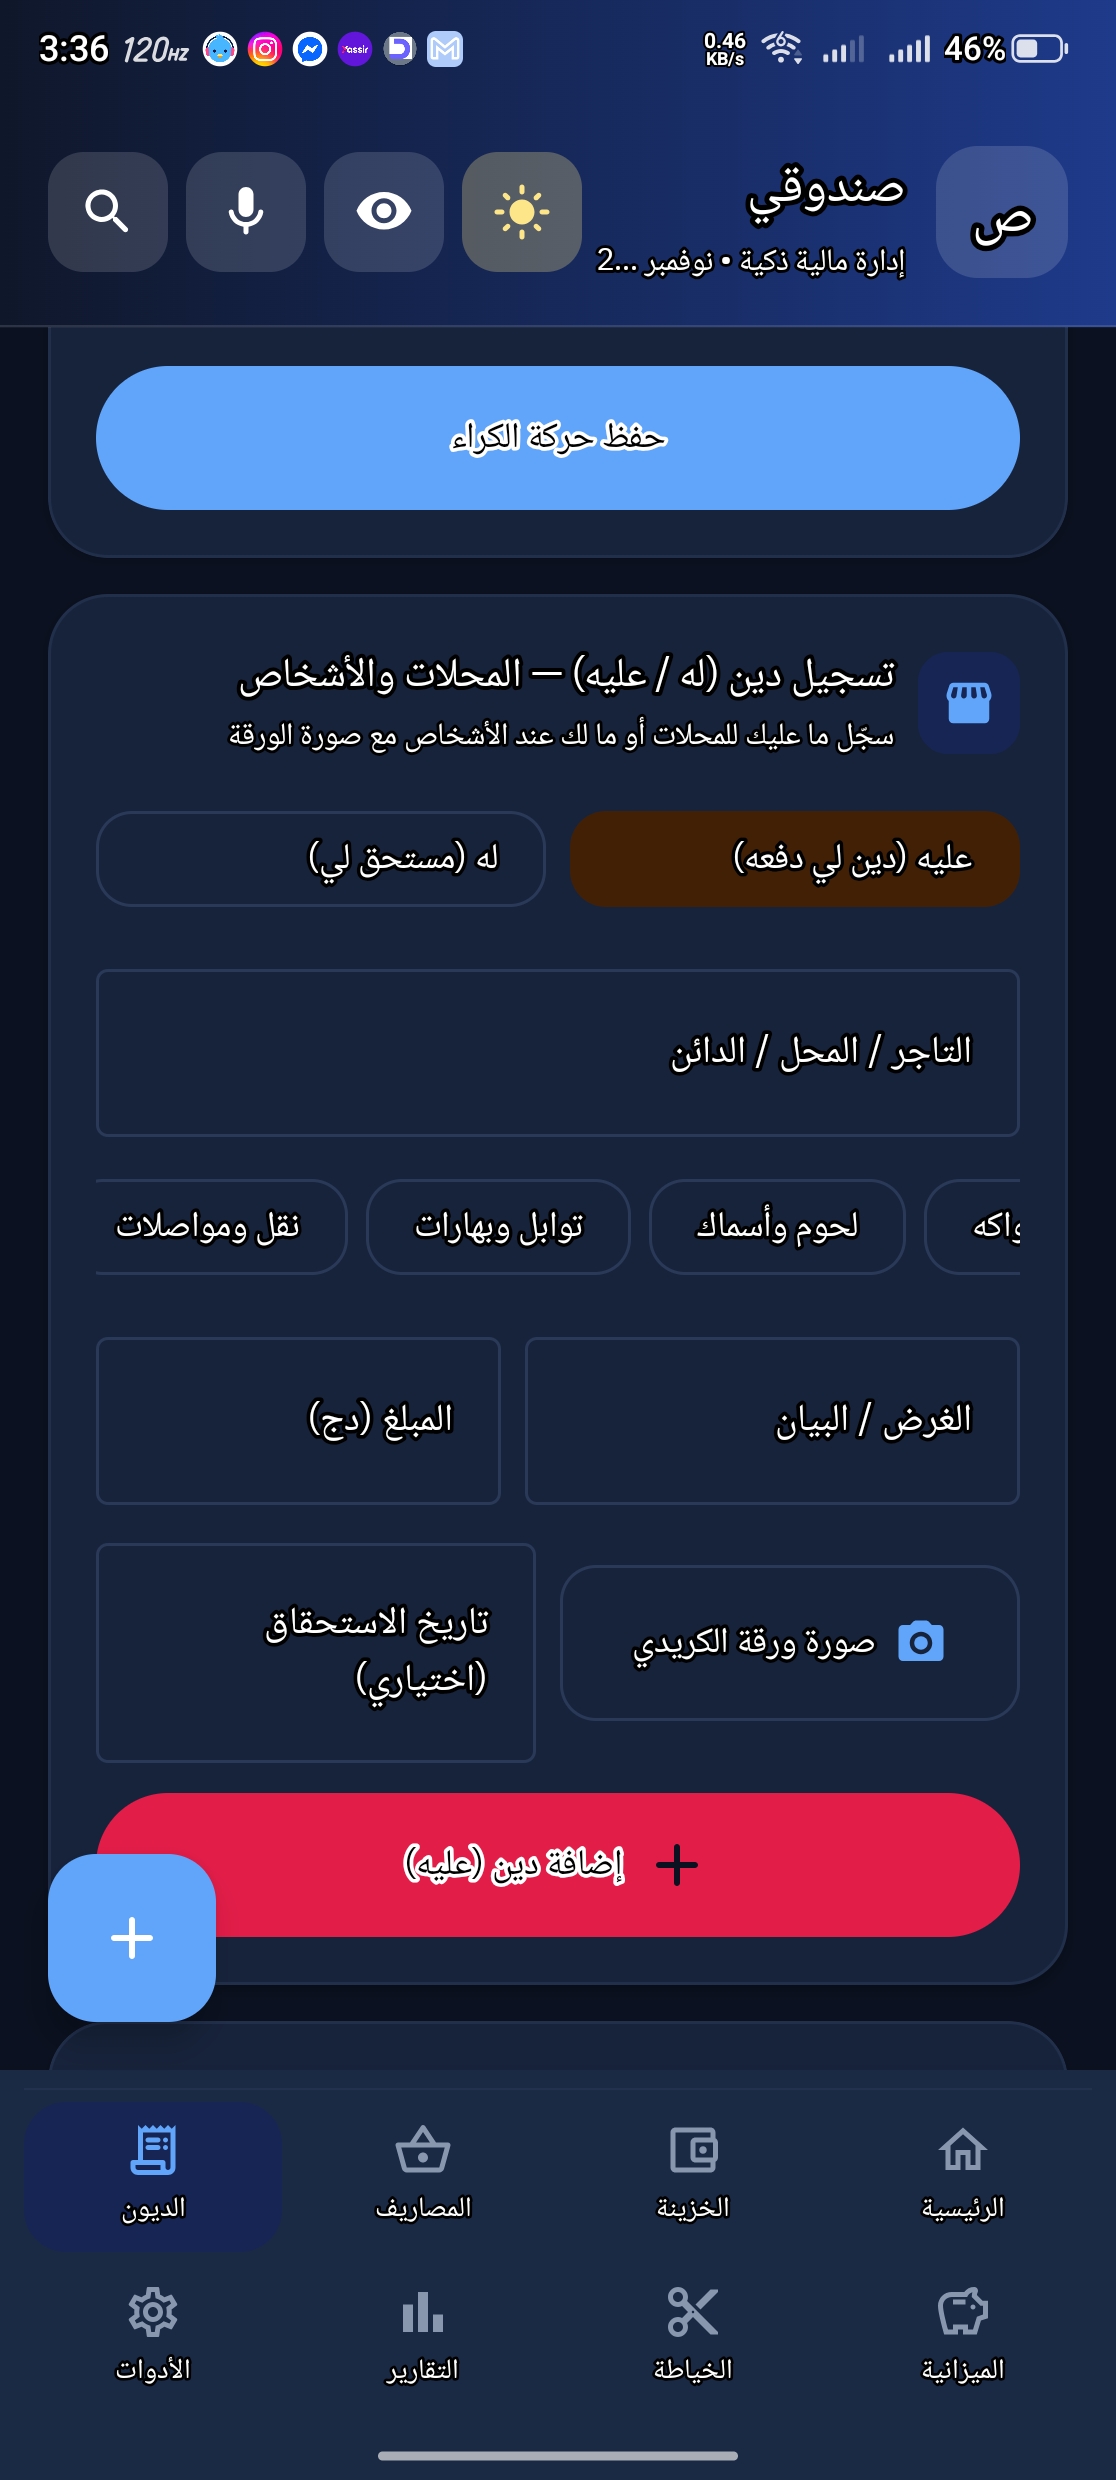 3:36 120HZ Yassir 0.46 KB/s 6 46%
ص
صندوقي
إدارة مالية ذكية • نوفمبر 2...
حفظ حركة الكراء
تسجيل دين (له / عليه) — المحلات والأشخاص
سجّل ما عليك للمحلات أو ما لك عند الأشخاص مع صورة الورقة
عليه (دين لي دفعه)
له (مستحق لي)
التاجر / المحل / الدائن
واكه
لحوم وأسماك
توابل وبهارات
نقل ومواصلات
الغرض / البيان
المبلغ (دج)
صورة ورقة الكريدي
تاريخ الاستحقاق
(اختياري)
إضافة دين (عليه)
الرئيسية
الخزينة
المصاريف
الديون
الميزانية
الخياطة
التقارير
الأدوات